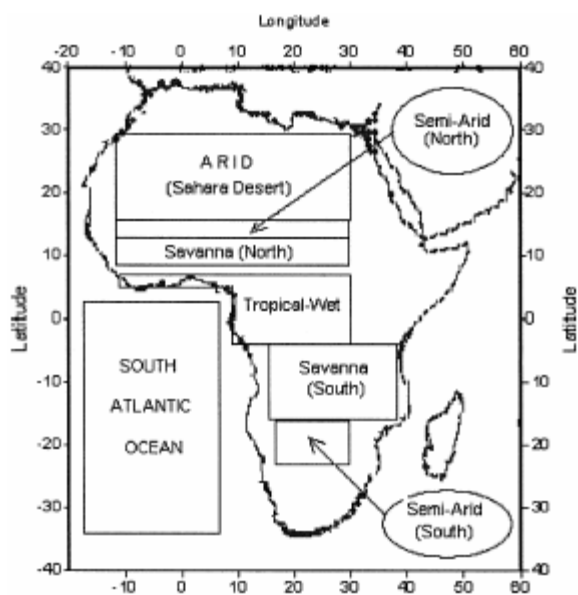 Longitude
-20 -10 0 10 20 30 40 50 60
40 40
30 30
20 20
10 10
0 0
-10 -10
-20 -20
-30 -30
-40 -40
Latitude
Latitude
Semi-Arid
(North)
ARID
(Sahara Desert)
Savanna (North)
Tropical-Wet
Savanna
(South)
SOUTH
ATLANTIC
OCEAN
Semi-Arid
(South)
-10 0 10 20 30 40 50 60